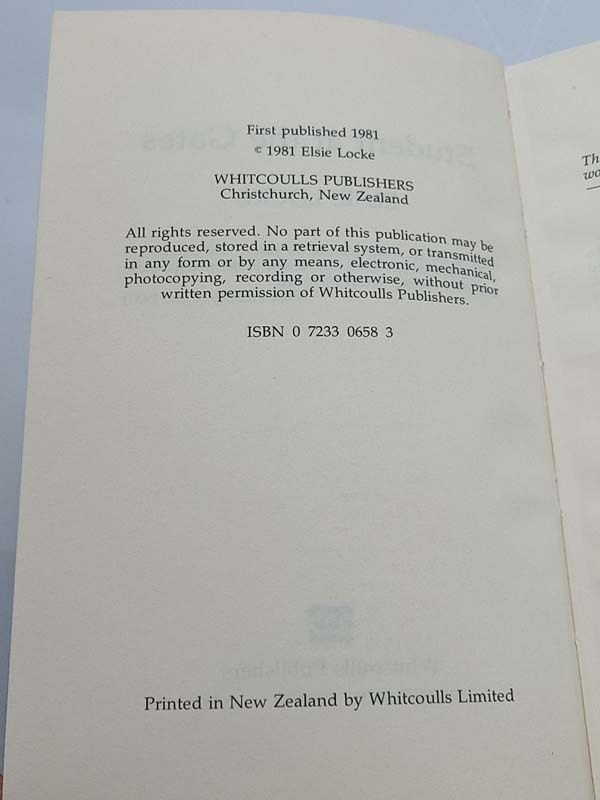 First published 1981
© 1981 Elsie Locke
WHITCOULLS PUBLISHERS
Christchurch, New Zealand
All rights reserved. No part of this publication may be
reproduced, stored in a retrieval system, or transmitted
in any form or by any means, electronic, mechanical,
photocopying, recording or otherwise, without prior
written permission of Whitcoulls Publishers.
ISBN 0 7233 0658 3
Printed in New Zealand by Whitcoulls Limited